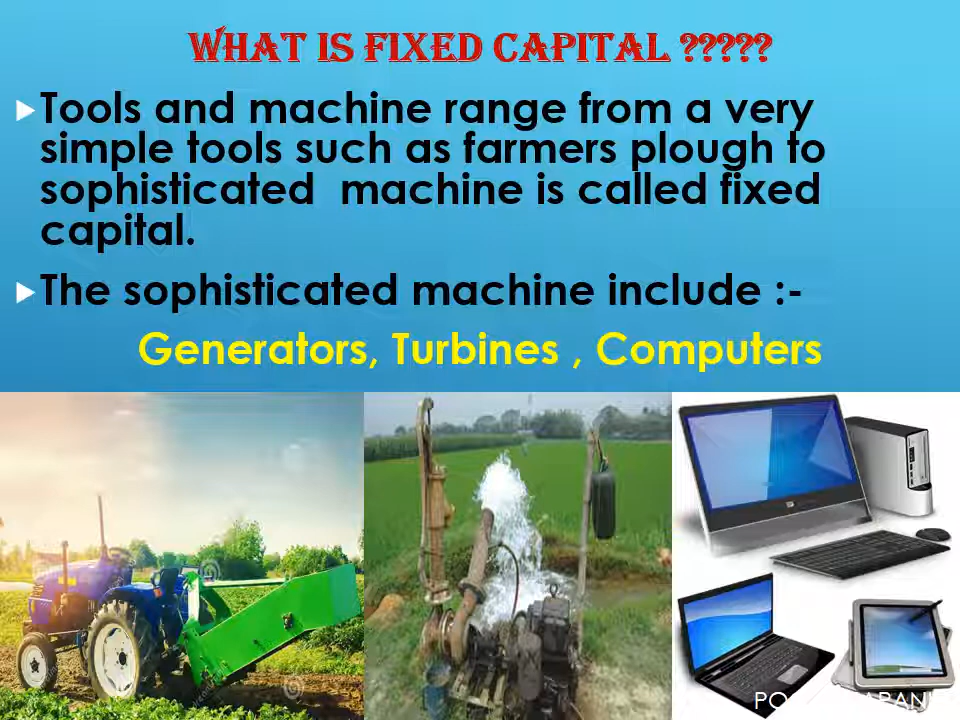 WHAT IS FIXED CAPITAL ?????
Tools and machine range from a very
simple tools such as farmers plough to
sophisticated machine is called fixed
capital.
The sophisticated machine include :-
Generators, Turbines , Computers